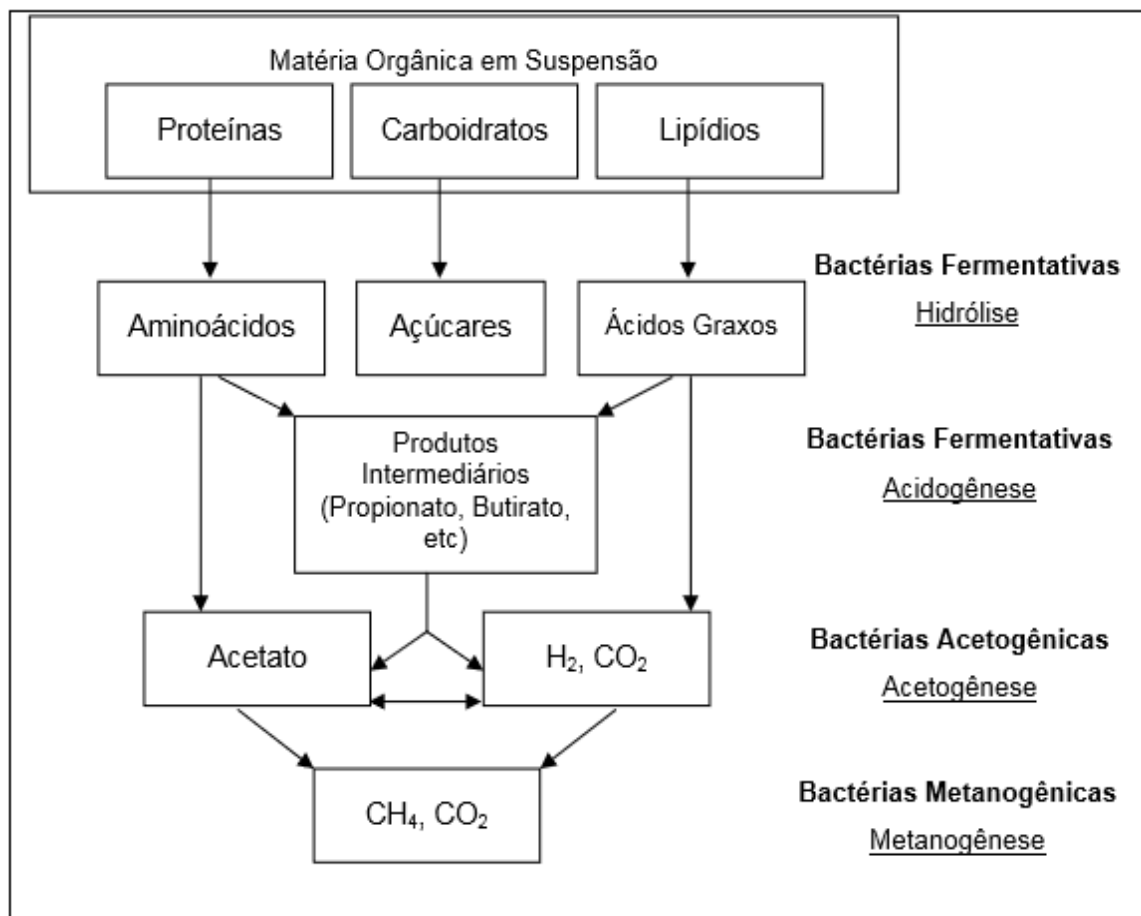 Matéria Orgânica em Suspensão
Proteínas
Carboidratos
Lipídios
Bactérias Fermentativas
Hidrólise
Aminoácidos
Açúcares
Ácidos Graxos
Bactérias Fermentativas
Acidogênese
Produtos
Intermediários
(Propionato, Butirato,
etc)
Bactérias Acetogênicas
Acetogênese
Acetato
H₂, CO₂
Bactérias Metanogênicas
Metanogênese
CH₄, CO₂